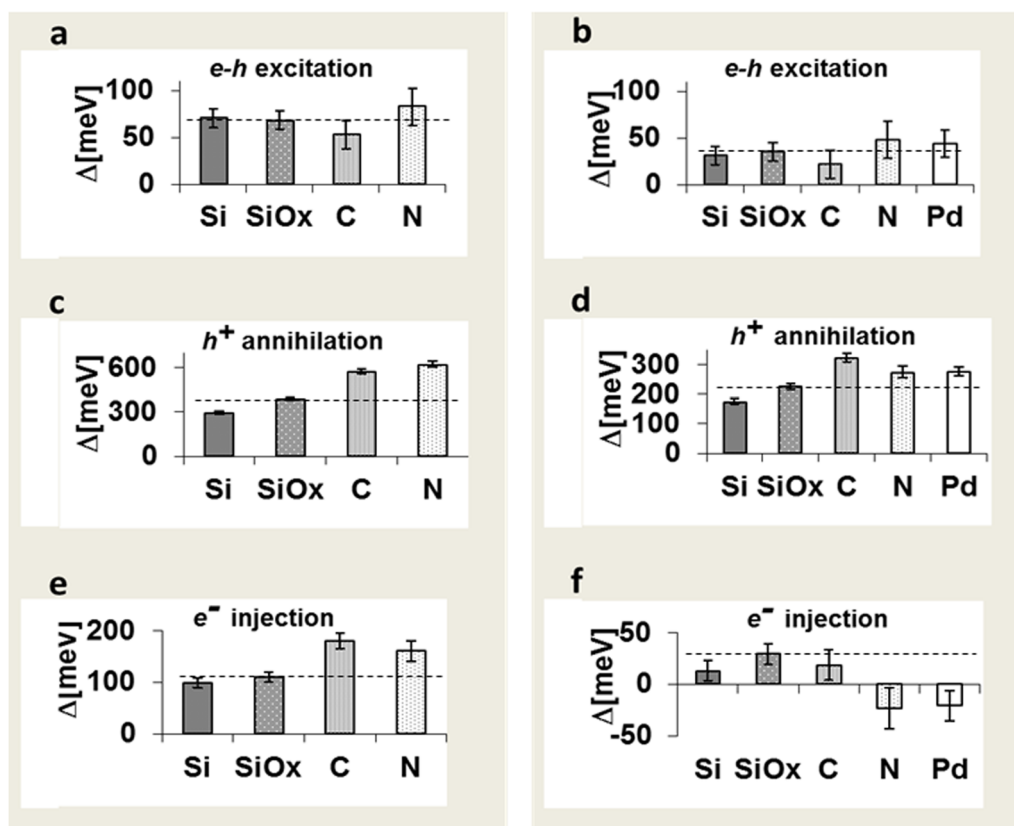 a
e-h excitation
Δ[meV]
100
50
0
Si SiOx C N
b
e-h excitation
Δ[meV]
100
50
0
Si SiOx C N Pd
c
h+ annihilation
Δ[meV]
600
300
0
Si SiOx C N
d
h+ annihilation
Δ[meV]
300
200
100
0
Si SiOx C N Pd
e
e- injection
Δ[meV]
200
100
0
Si SiOx C N
f
e- injection
Δ[meV]
50
0
-50
Si SiOx C N Pd